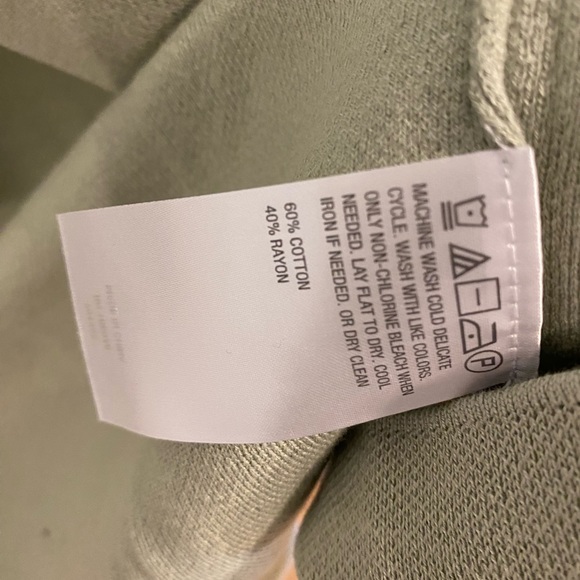 MACHINE WASH COLD DELICATE
CYCLE. WASH WITH LIKE COLORS.
ONLY NON-CHLORINE BLEACH WHEN
NEEDED. LAY FLAT TO DRY. COOL
IRON IF NEEDED. OR DRY CLEAN
60% COTTON
40% RAYON
P